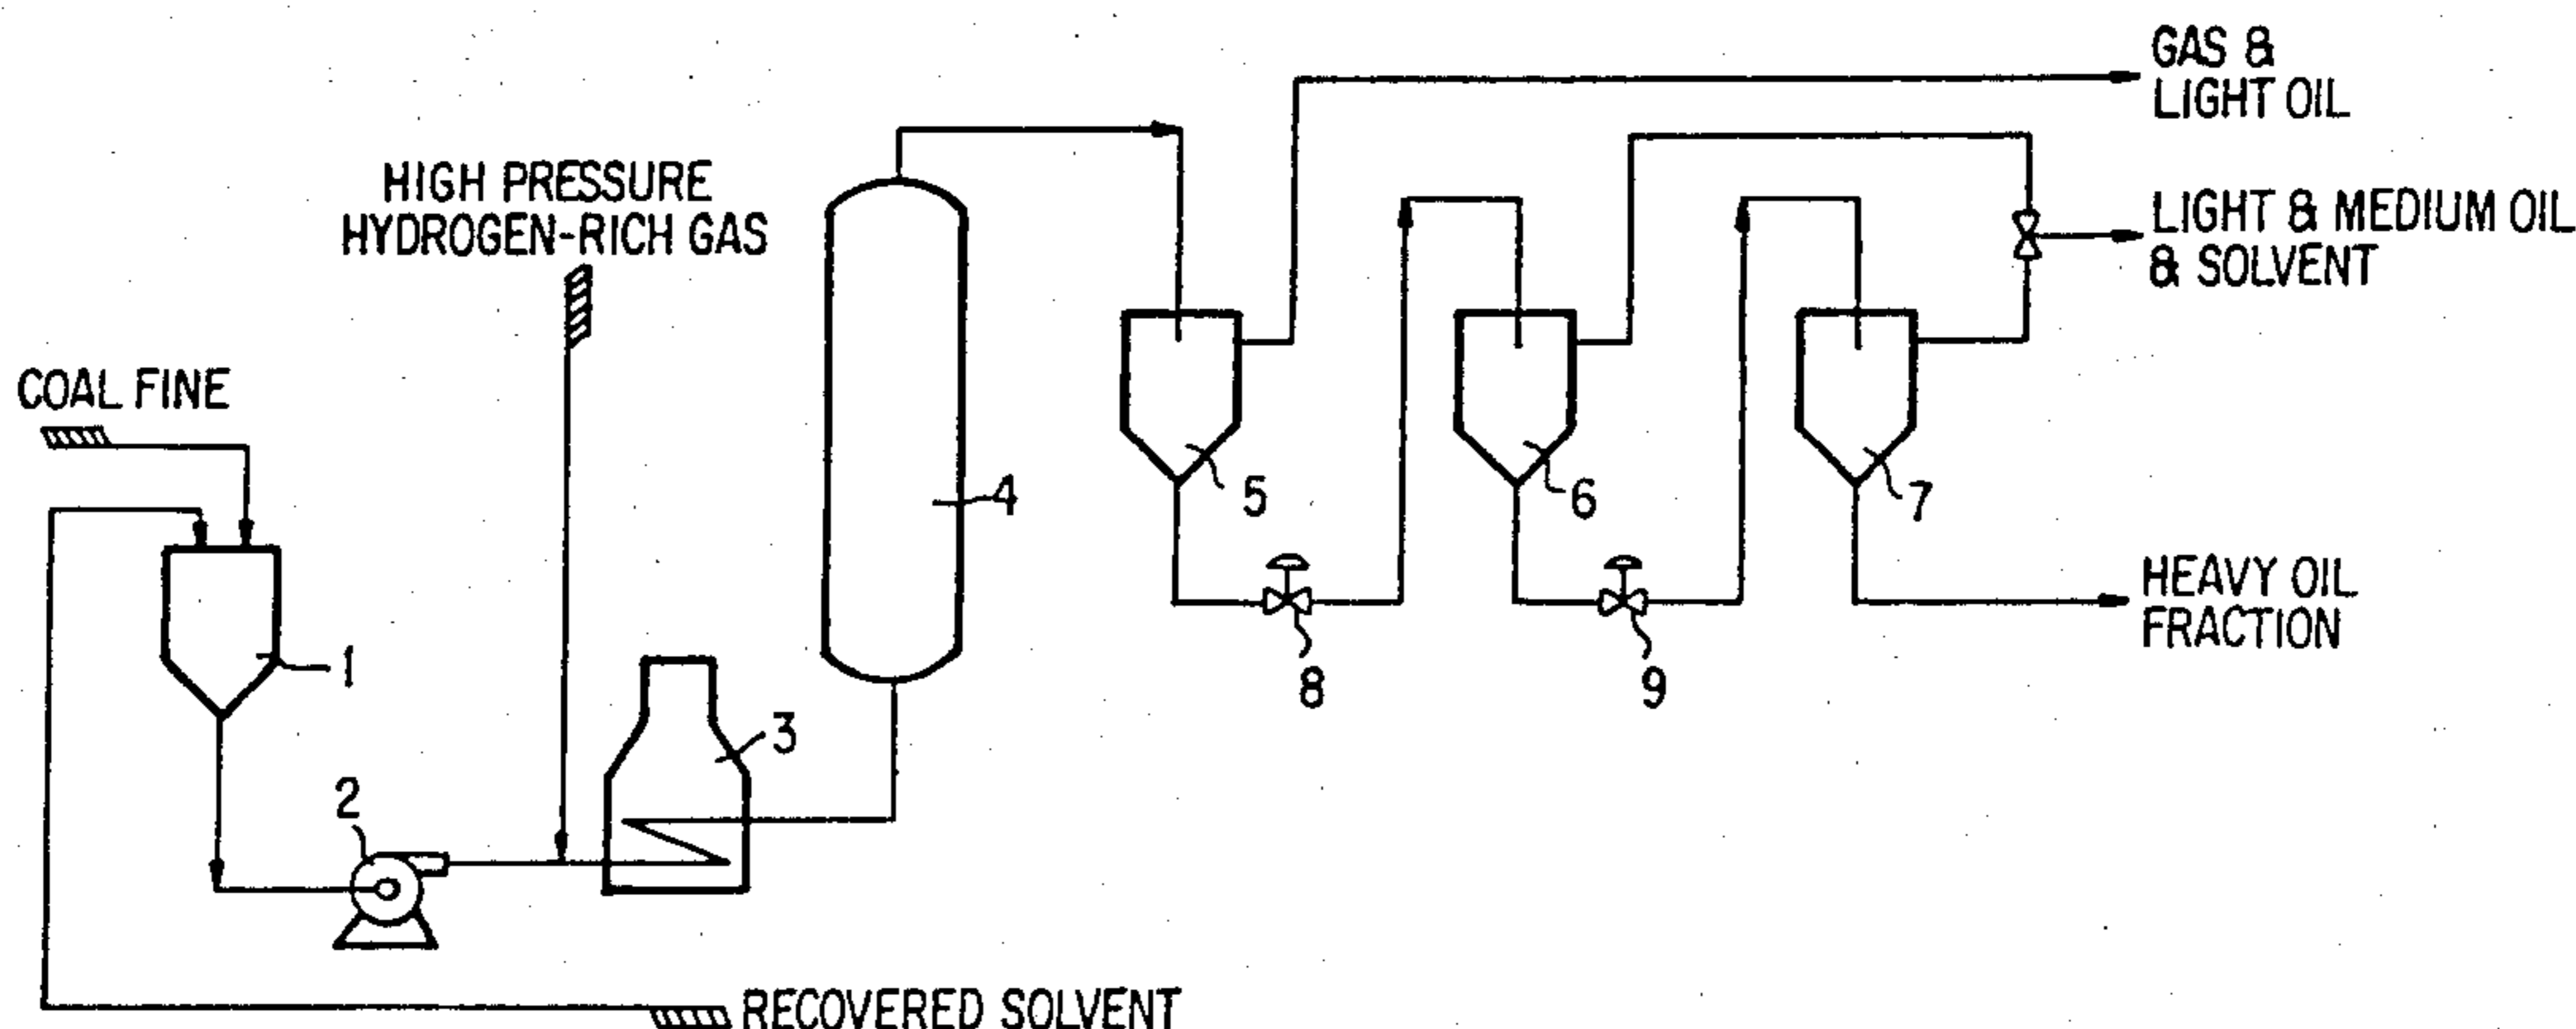 GAS &
LIGHT OIL
HIGH PRESSURE
HYDROGEN-RICH GAS
LIGHT & MEDIUM OIL
& SOLVENT
COAL FINE
4
5
6
7
HEAVY OIL
FRACTION
1
8
9
3
2
RECOVERED SOLVENT